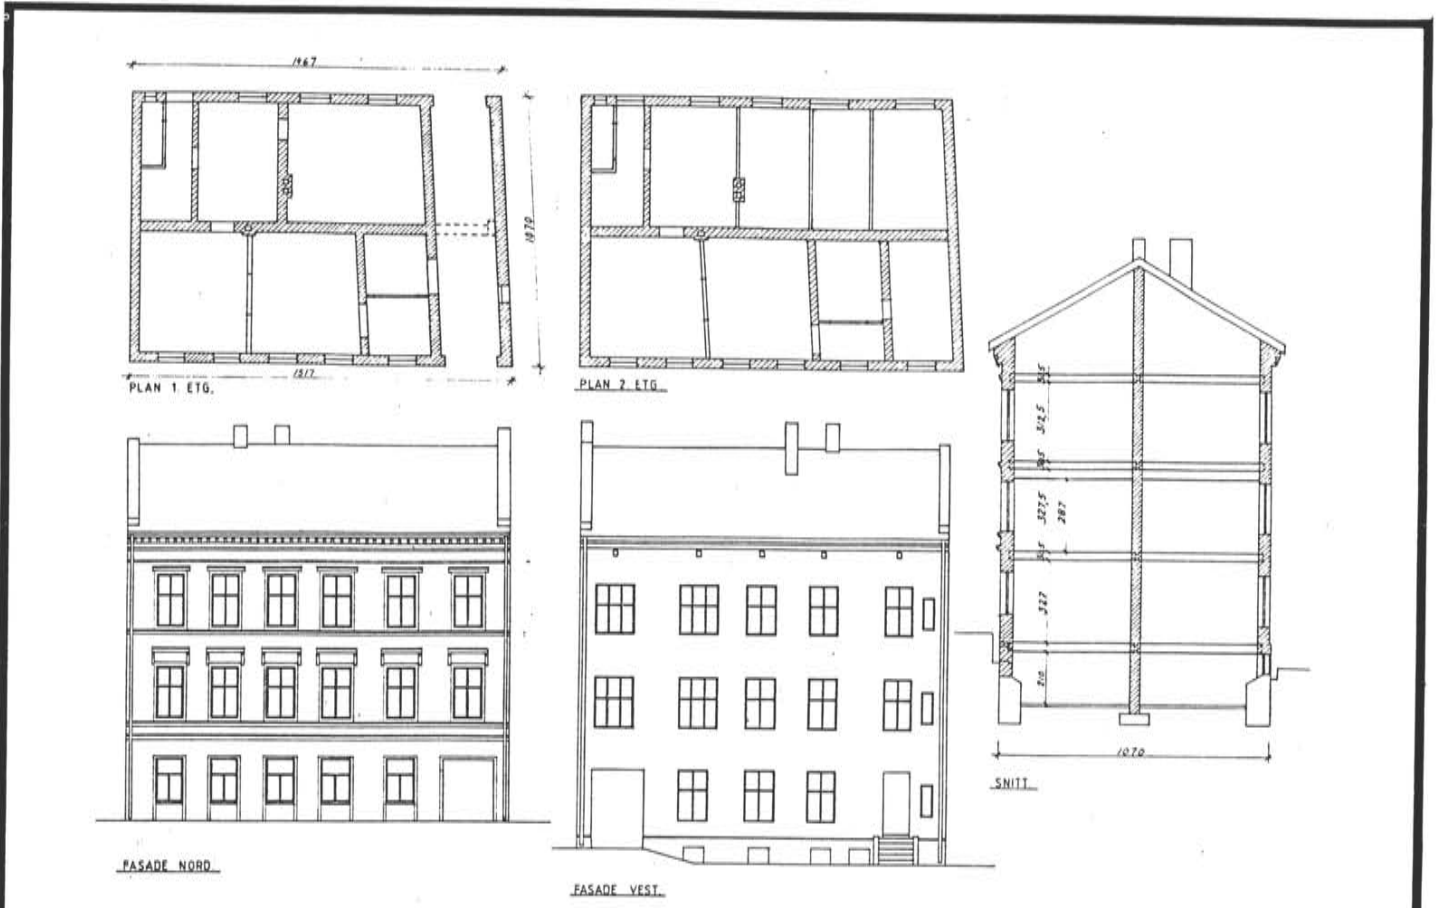 1467
1070
1517
PLAN 1. ETG.
PLAN 2. ETG.
312,5
327,5
287
327
210
1070
SNITT.
FASADE NORD.
FASADE VEST.